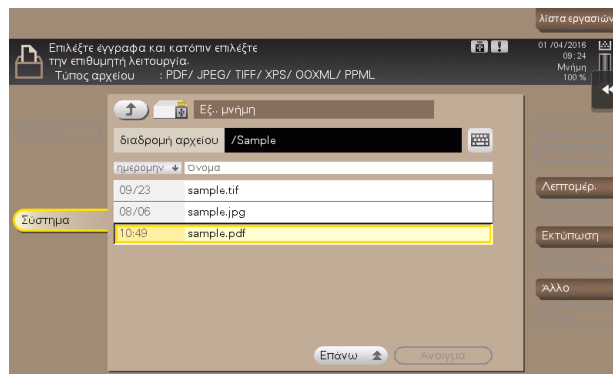 λίστα εργασιών
Επιλέξτε έγγραφα και κατόπιν επιλέξτε
την επιθυμητή λειτουργία.
Τύπος αρχείου : PDF/ JPEG/ TIFF/ XPS/ OOXML/ PPML
01/04/2016
09:24
Μνήμη
100 %
Εξ.. μνήμη
διαδρομή αρχείου /Sample
ημερομην Όνομα
09/23 sample.tif
08/06 sample.jpg
10:49 sample.pdf
Σύστημα
Λεπτομέρ.
Εκτύπωση
Άλλο
Επάνω Άνοιγμα